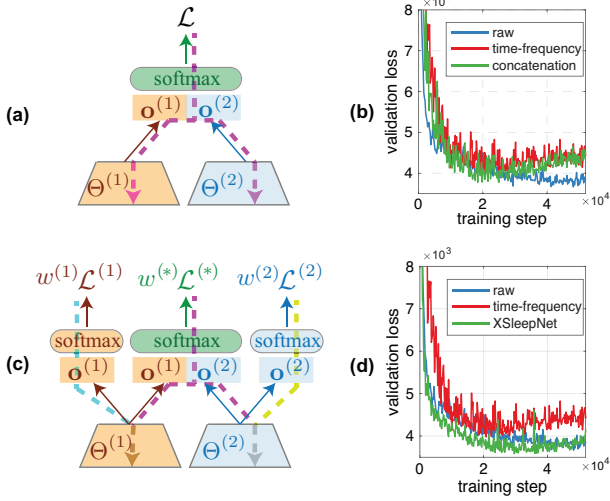 (a)
ℒ
softmax
o^(1) o^(2)
Θ^(1) Θ^(2)
(b)
raw
time-frequency
concatenation
validation loss
8
6
5
4
0 2 4
×10^4
training step
(c)
w^(1)ℒ^(1) w^(*)ℒ^(*) w^(2)ℒ^(2)
softmax softmax softmax
o^(1) o^(1) o^(2) o^(2)
Θ^(1) Θ^(2)
(d)
×10^3
raw
time-frequency
XSleepNet
validation loss
8
7
6
5
4
0 2 4
×10^4
training step